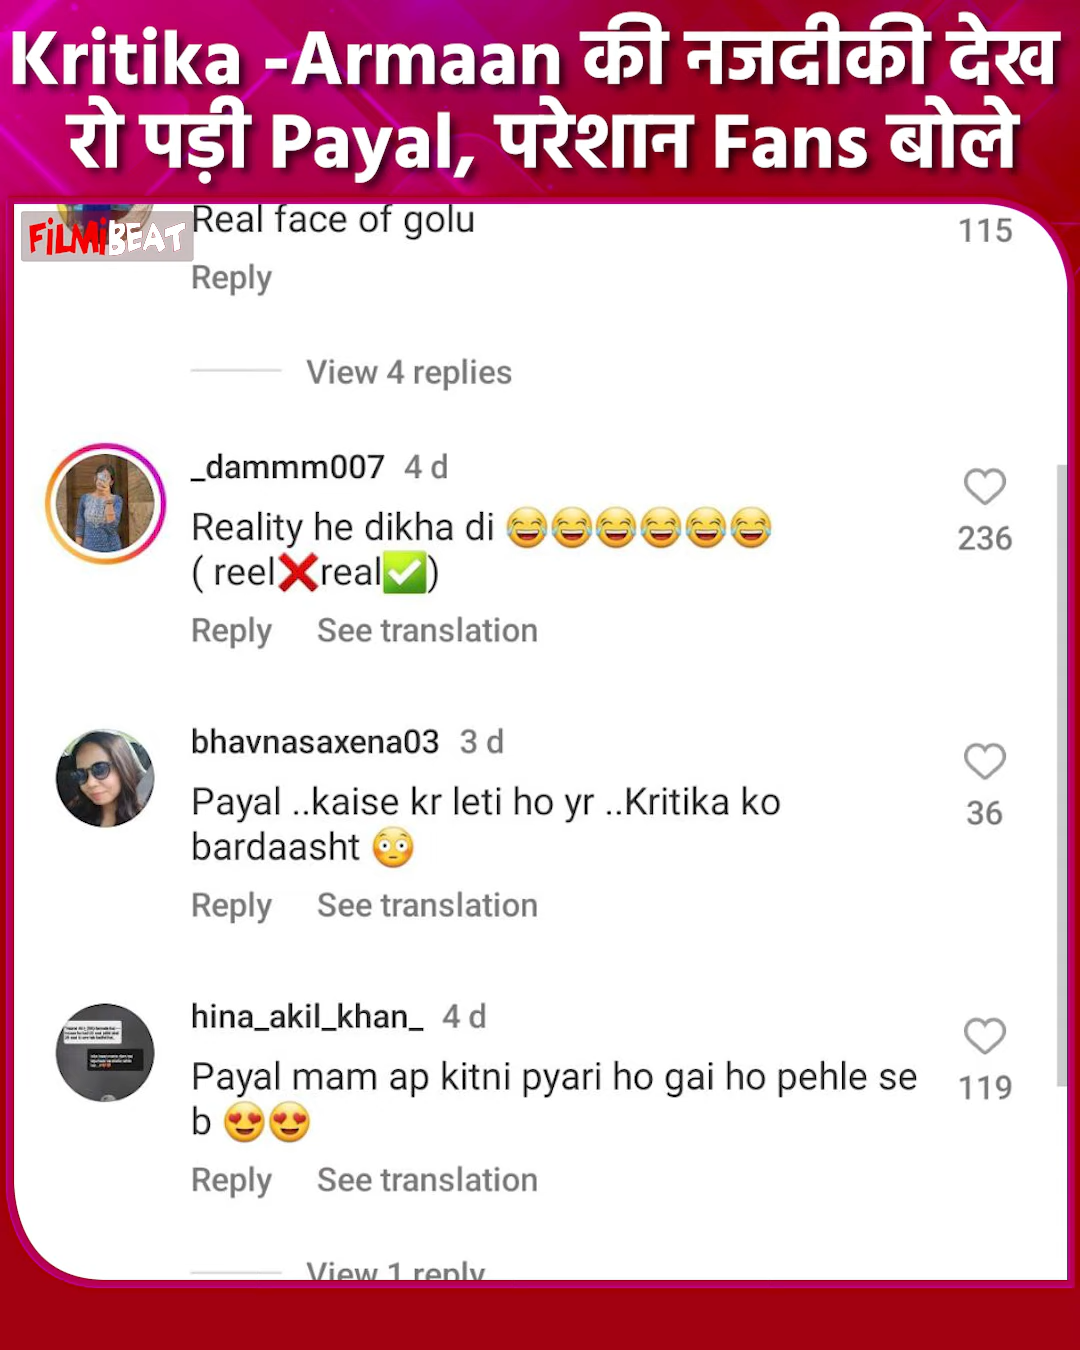 Kritika -Armaan की नजदीकी देख
रो पड़ी Payal, परेशान Fans बोले
FiLMiBEAT
Real face of golu
115
Reply
View 4 replies
_dammm007 4 d
Reality he dikha di 😂😂😂😂😂😂
236
( reel❌real✅)
Reply See translation
bhavnasaxena03 3 d
Payal ..kaise kr leti ho yr ..Kritika ko
36
bardaasht 😳
Reply See translation
hina_akil_khan_ 4 d
Payal mam ap kitni pyari ho gai ho pehle se
119
b 😍😍
Reply See translation
View 1 reply